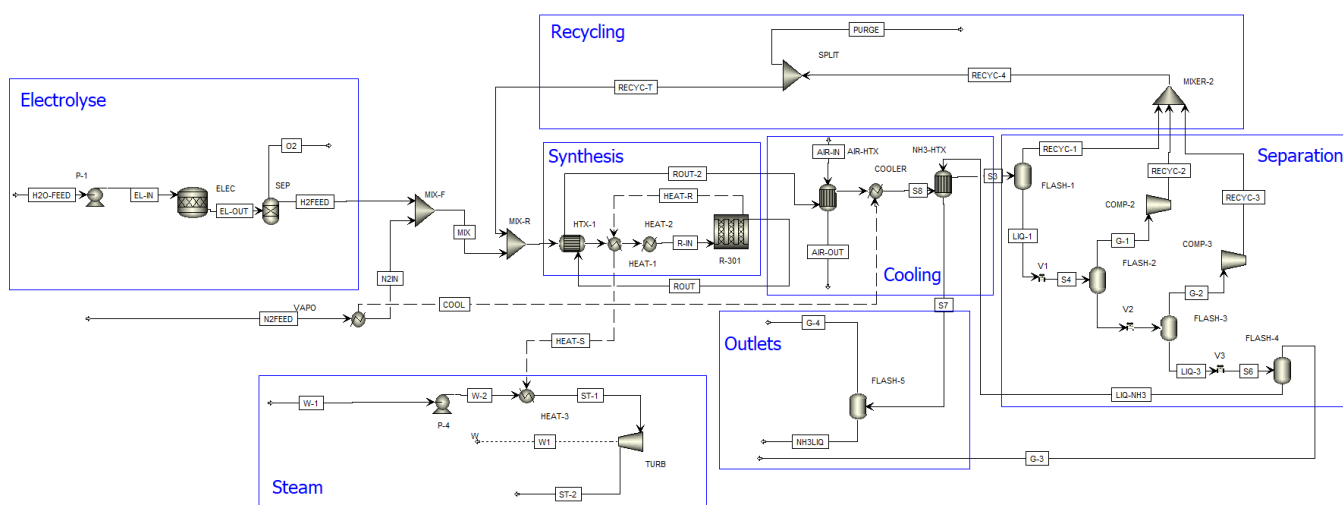 Recycling
PURGE
SPLIT
RECYC-T
RECYC-4
MIXER-2
Electrolyse
O2
P-1
ELEC
SEP
H2O-FEED
EL-IN
EL-OUT
H2FEED
MIX-F
MIX
N2IN
MIX-R
VAPO
N2FEED
COOL
Synthesis
ROUT-2
HEAT-R
HTX-1
HEAT-2
R-IN
HEAT-1
R-301
ROUT
HEAT-S
AIR-IN
AIR-HTX
COOLER
NH3-HTX
S8
S3
AIR-OUT
Cooling
S7
Separation
RECYC-1
FLASH-1
RECYC-2
COMP-2
RECYC-3
LIQ-1
G-1
COMP-3
V1
S4
FLASH-2
G-2
V2
FLASH-3
FLASH-4
LIQ-3
V3
S6
LIQ-NH3
Outlets
G-4
FLASH-5
NH3LIQ
G-3
W-1
W-2
ST-1
P-4
HEAT-3
W
W1
TURB
ST-2
Steam